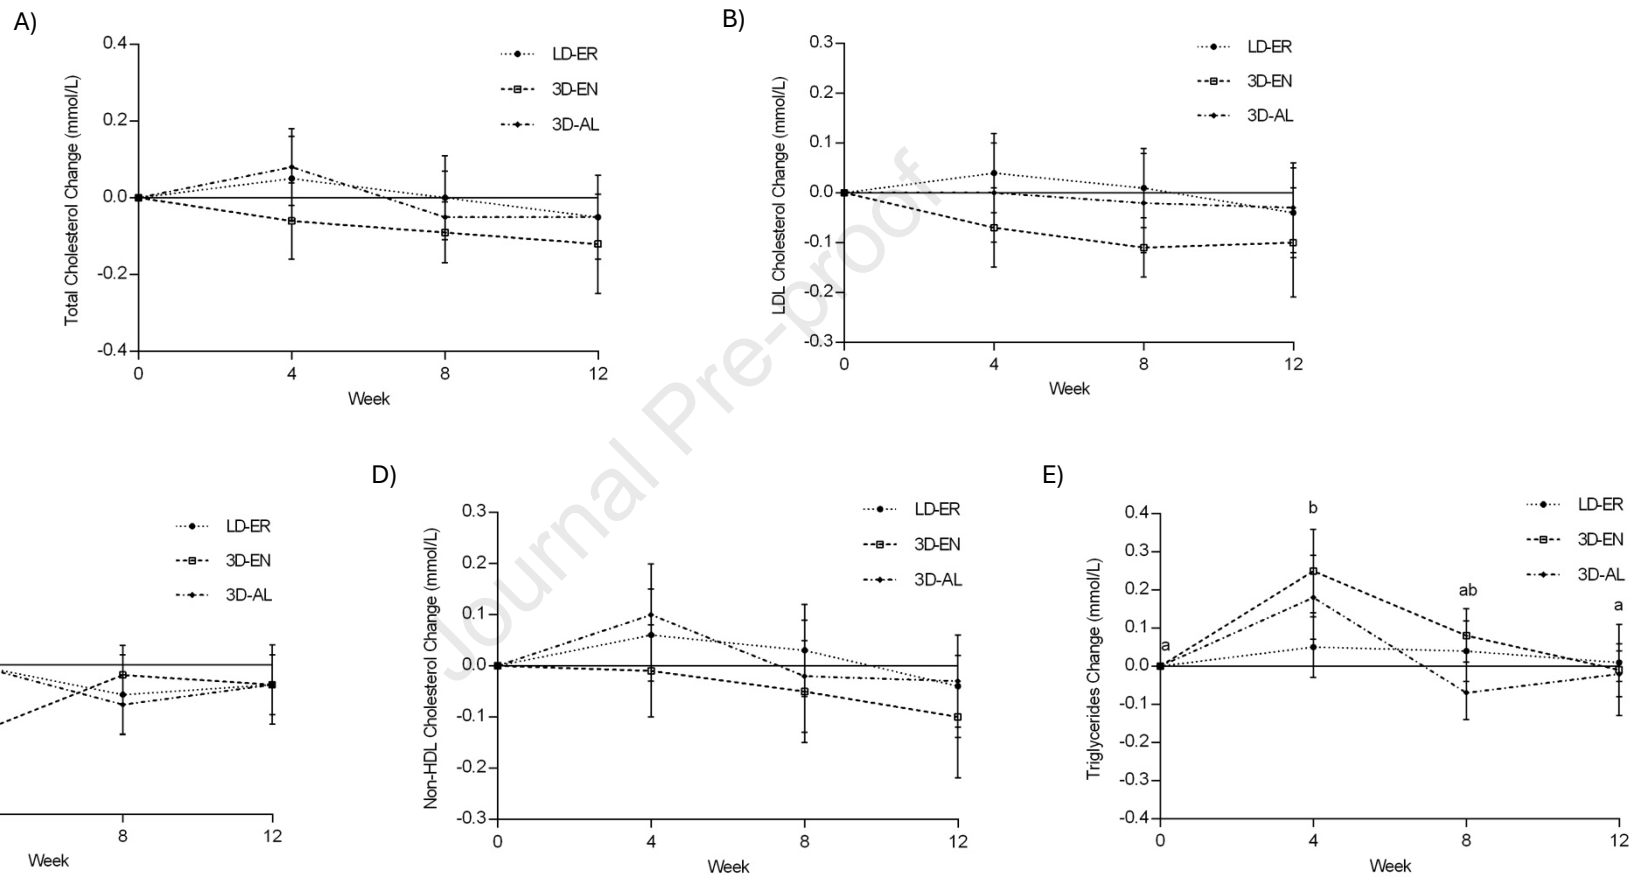 A)
0.4
0.2
0.0
-0.2
-0.4
Total Cholesterol Change (mmol/L)
LD-ER
3D-EN
3D-AL
0 4 8 12
Week
B)
0.3
0.2
0.1
0.0
-0.1
-0.2
-0.3
LDL Cholesterol Change (mmol/L)
LD-ER
3D-EN
3D-AL
0 4 8 12
Week
LD-ER
3D-EN
3D-AL
8 12
Week
D)
0.3
0.2
0.1
0.0
-0.1
-0.2
-0.3
Non-HDL Cholesterol Change (mmol/L)
LD-ER
3D-EN
3D-AL
0 4 8 12
Week
E)
0.4
0.3
0.2
0.1
0.0
-0.1
-0.2
-0.3
-0.4
Triglycerides Change (mmol/L)
LD-ER
3D-EN
3D-AL
a b ab a
0 4 8 12
Week
Journal Pre-proof